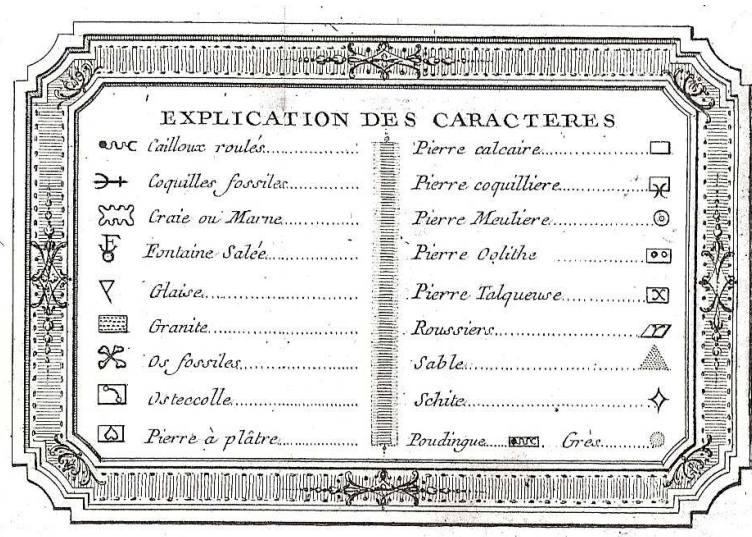 EXPLICATION DES CARACTERES
Cailloux roulés
Coquilles fossiles
Craie ou Marne
Fontaine Salée
Glaise
Granite
Os fossiles
Osteccolle
Pierre à plâtre
Pierre calcaire
Pierre coquilliere
Pierre Meuliere
Pierre Oolithe
Pierre Talqueuse
Roussiers
Sable
Schite
Poudingue Grès